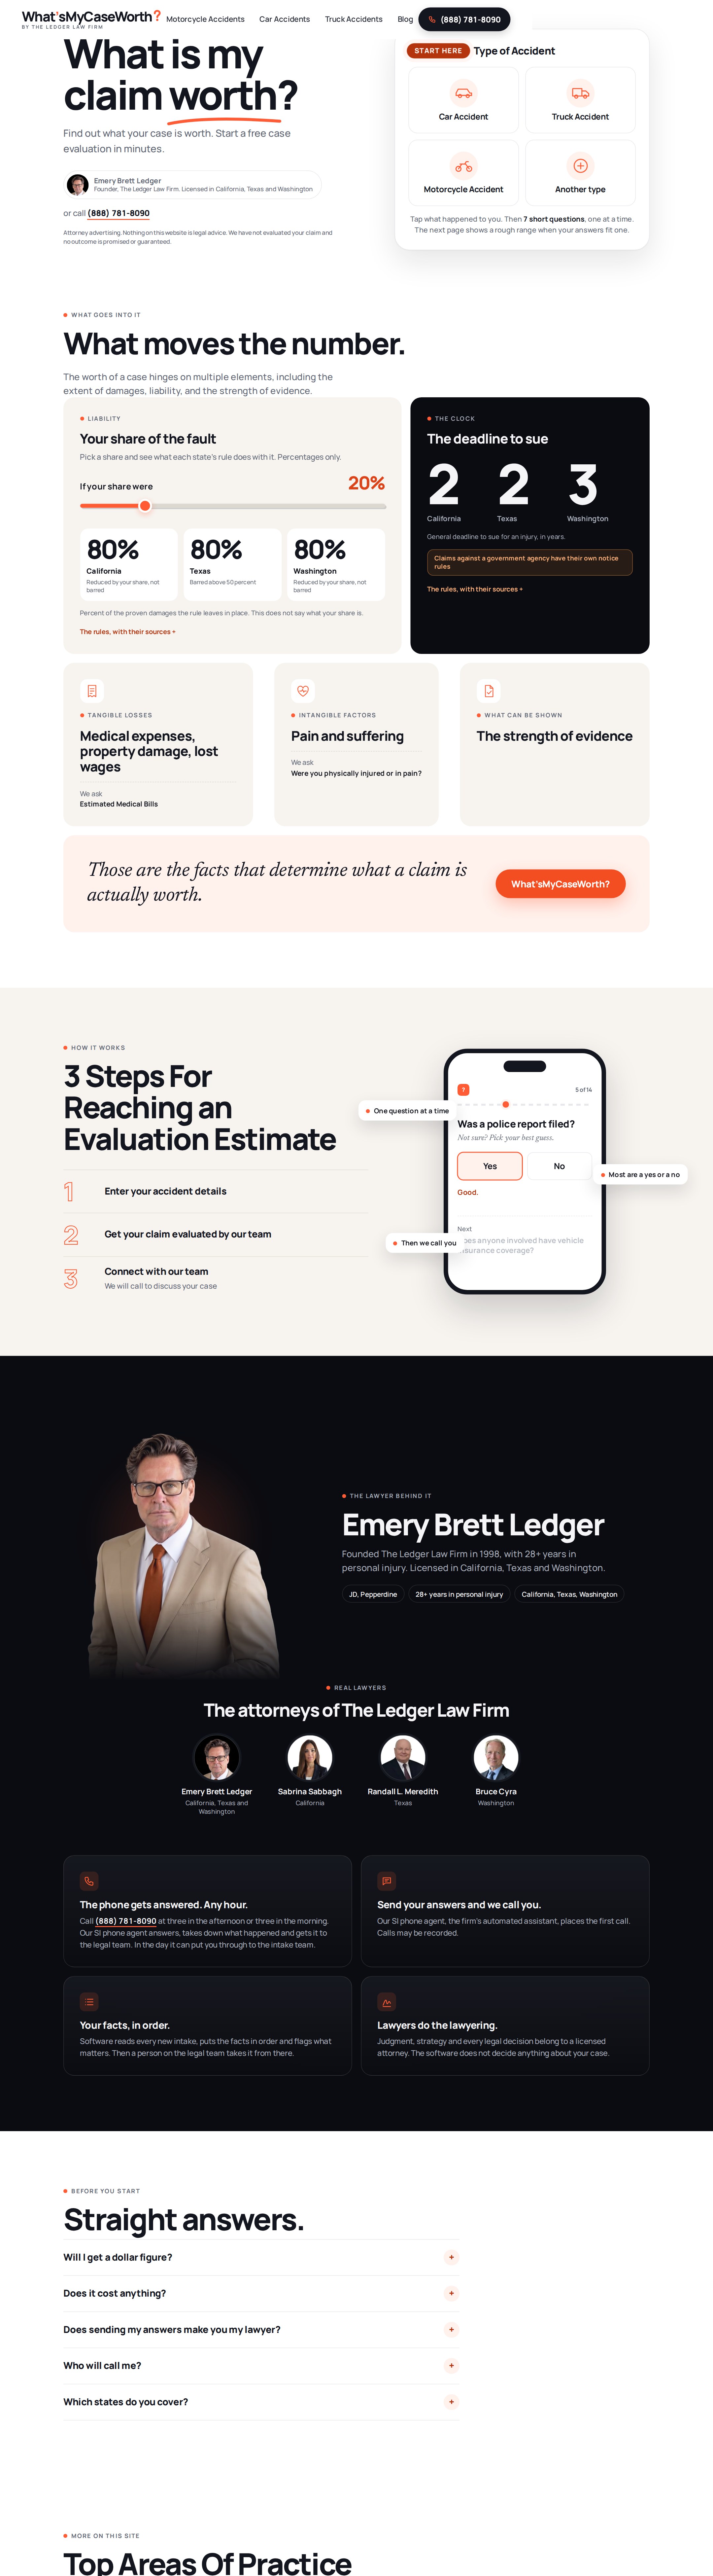 What'sMyCaseWorth?
BY THE LEDGER LAW FIRM
Motorcycle Accidents
Car Accidents
Truck Accidents
Blog
(888) 781-8090
What is my
claim worth?
Find out what your case is worth. Start a free case
evaluation in minutes.
Emery Brett Ledger
Founder, The Ledger Law Firm. Licensed in California, Texas and Washington
or call (888) 781-8090
Attorney advertising. Nothing on this website is legal advice. We have not evaluated your claim and
no outcome is promised or guaranteed.
START HERE
Type of Accident
Car Accident
Truck Accident
Motorcycle Accident
Another type
Tap what happened to you. Then 7 short questions, one at a time.
The next page shows a rough range when your answers fit one.
WHAT GOES INTO IT
What moves the number.
The worth of a case hinges on multiple elements, including the
extent of damages, liability, and the strength of evidence.
LIABILITY
Your share of the fault
Pick a share and see what each state's rule does with it. Percentages only.
If your share were
20%
80%
California
Reduced by your share, not
barred
80%
Texas
Barred above 50 percent
80%
Washington
Reduced by your share, not
barred
Percent of the proven damages the rule leaves in place. This does not say what your share is.
The rules, with their sources +
THE CLOCK
The deadline to sue
2
California
2
Texas
3
Washington
General deadline to sue for an injury, in years.
Claims against a government agency have their own notice
rules
The rules, with their sources +
TANGIBLE LOSSES
Medical expenses,
property damage, lost
wages
We ask
Estimated Medical Bills
INTANGIBLE FACTORS
Pain and suffering
We ask
Were you physically injured or in pain?
WHAT CAN BE SHOWN
The strength of evidence
Those are the facts that determine what a claim is
actually worth.
What'sMyCaseWorth?
HOW IT WORKS
3 Steps For
Reaching an
Evaluation Estimate
1
Enter your accident details
2
Get your claim evaluated by our team
3
Connect with our team
We will call to discuss your case
?
5 of 14
One question at a time
Was a police report filed?
Not sure? Pick your best guess.
Yes
No
Most are a yes or a no
Good.
Next
Then we call you
oes anyone involved have vehicle
nsurance coverage?
THE LAWYER BEHIND IT
Emery Brett Ledger
Founded The Ledger Law Firm in 1998, with 28+ years in
personal injury. Licensed in California, Texas and Washington.
JD, Pepperdine
28+ years in personal injury
California, Texas, Washington
REAL LAWYERS
The attorneys of The Ledger Law Firm
Emery Brett Ledger
California, Texas and
Washington
Sabrina Sabbagh
California
Randall L. Meredith
Texas
Bruce Cyra
Washington
The phone gets answered. Any hour.
Call (888) 781-8090 at three in the afternoon or three in the morning.
Our SI phone agent answers, takes down what happened and gets it to
the legal team. In the day it can put you through to the intake team.
Send your answers and we call you.
Our SI phone agent, the firm's automated assistant, places the first call.
Calls may be recorded.
Your facts, in order.
Software reads every new intake, puts the facts in order and flags what
matters. Then a person on the legal team takes it from there.
Lawyers do the lawyering.
Judgment, strategy and every legal decision belong to a licensed
attorney. The software does not decide anything about your case.
BEFORE YOU START
Straight answers.
Will I get a dollar figure?
+
Does it cost anything?
+
Does sending my answers make you my lawyer?
+
Who will call me?
+
Which states do you cover?
+
MORE ON THIS SITE
Top Areas Of Practice